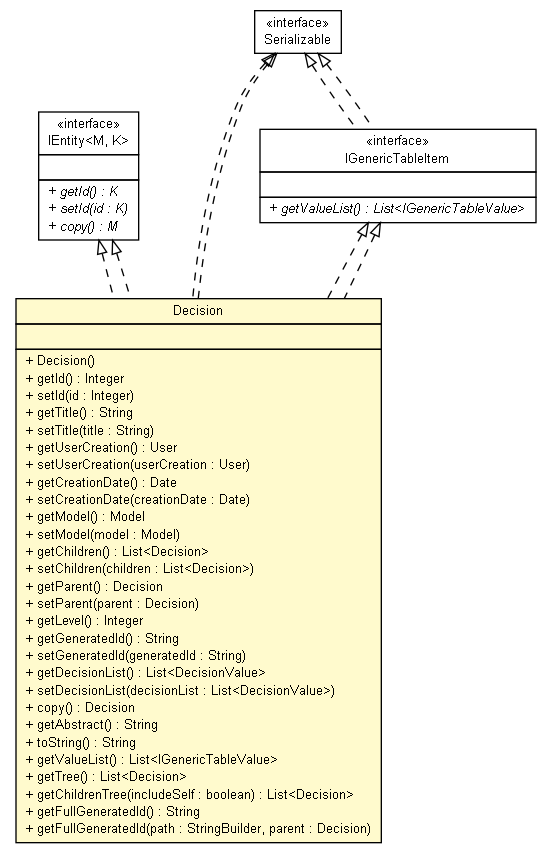 «interface»
Serializable
«interface»
IEntity<M, K>
+ getId() : K
+ setId(id : K)
+ copy() : M
«interface»
IGenericTableItem
+ getValueList() : List<IGenericTableValue>
Decision
+ Decision()
+ getId() : Integer
+ setId(id : Integer)
+ getTitle() : String
+ setTitle(title : String)
+ getUserCreation() : User
+ setUserCreation(userCreation : User)
+ getCreationDate() : Date
+ setCreationDate(creationDate : Date)
+ getModel() : Model
+ setModel(model : Model)
+ getChildren() : List<Decision>
+ setChildren(children : List<Decision>)
+ getParent() : Decision
+ setParent(parent : Decision)
+ getLevel() : Integer
+ getGeneratedId() : String
+ setGeneratedId(generatedId : String)
+ getDecisionList() : List<DecisionValue>
+ setDecisionList(decisionList : List<DecisionValue>)
+ copy() : Decision
+ getAbstract() : String
+ toString() : String
+ getValueList() : List<IGenericTableValue>
+ getTree() : List<Decision>
+ getChildrenTree(includeSelf : boolean) : List<Decision>
+ getFullGeneratedId() : String
+ getFullGeneratedId(path : StringBuilder, parent : Decision)